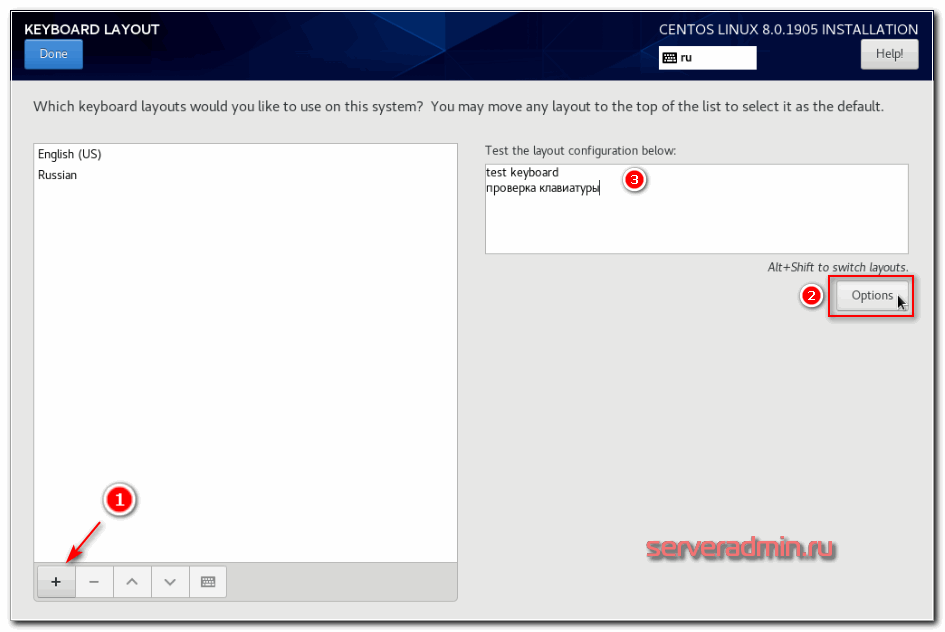 KEYBOARD LAYOUT
CENTOS LINUX 8.0.1905 INSTALLATION
Done
ru
Help!
Which keyboard layouts would you like to use on this system? You may move any layout to the top of the list to select it as the default.
English (US)
Russian
Test the layout configuration below:
test keyboard
проверка клавиатуры
3
Alt+Shift to switch layouts.
2
Options
1
serveradmin.ru